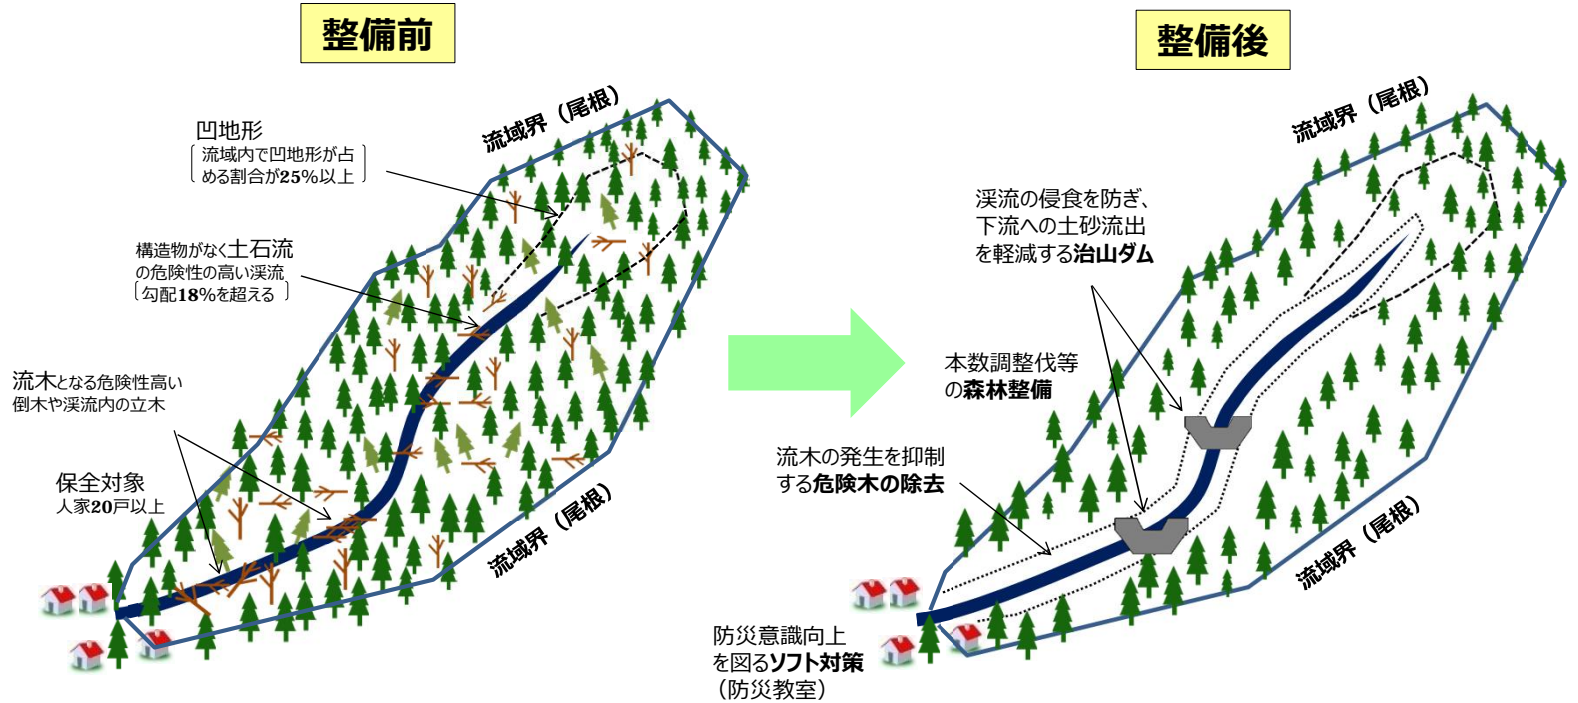 整備前
流域界（尾根）
凹地形
流域内で凹地形が占
める割合が25%以上
構造物がなく土石流
の危険性の高い渓流
勾配18%を超える
流木となる危険性高い
倒木や渓流内の立木
保全対象
人家20戸以上
流域界（尾根）
整備後
流域界（尾根）
渓流の侵食を防ぎ、
下流への土砂流出
を軽減する治山ダム
本数調整伐等
の森林整備
流木の発生を抑制
する危険木の除去
流域界（尾根）
防災意識向上
を図るソフト対策
（防災教室）